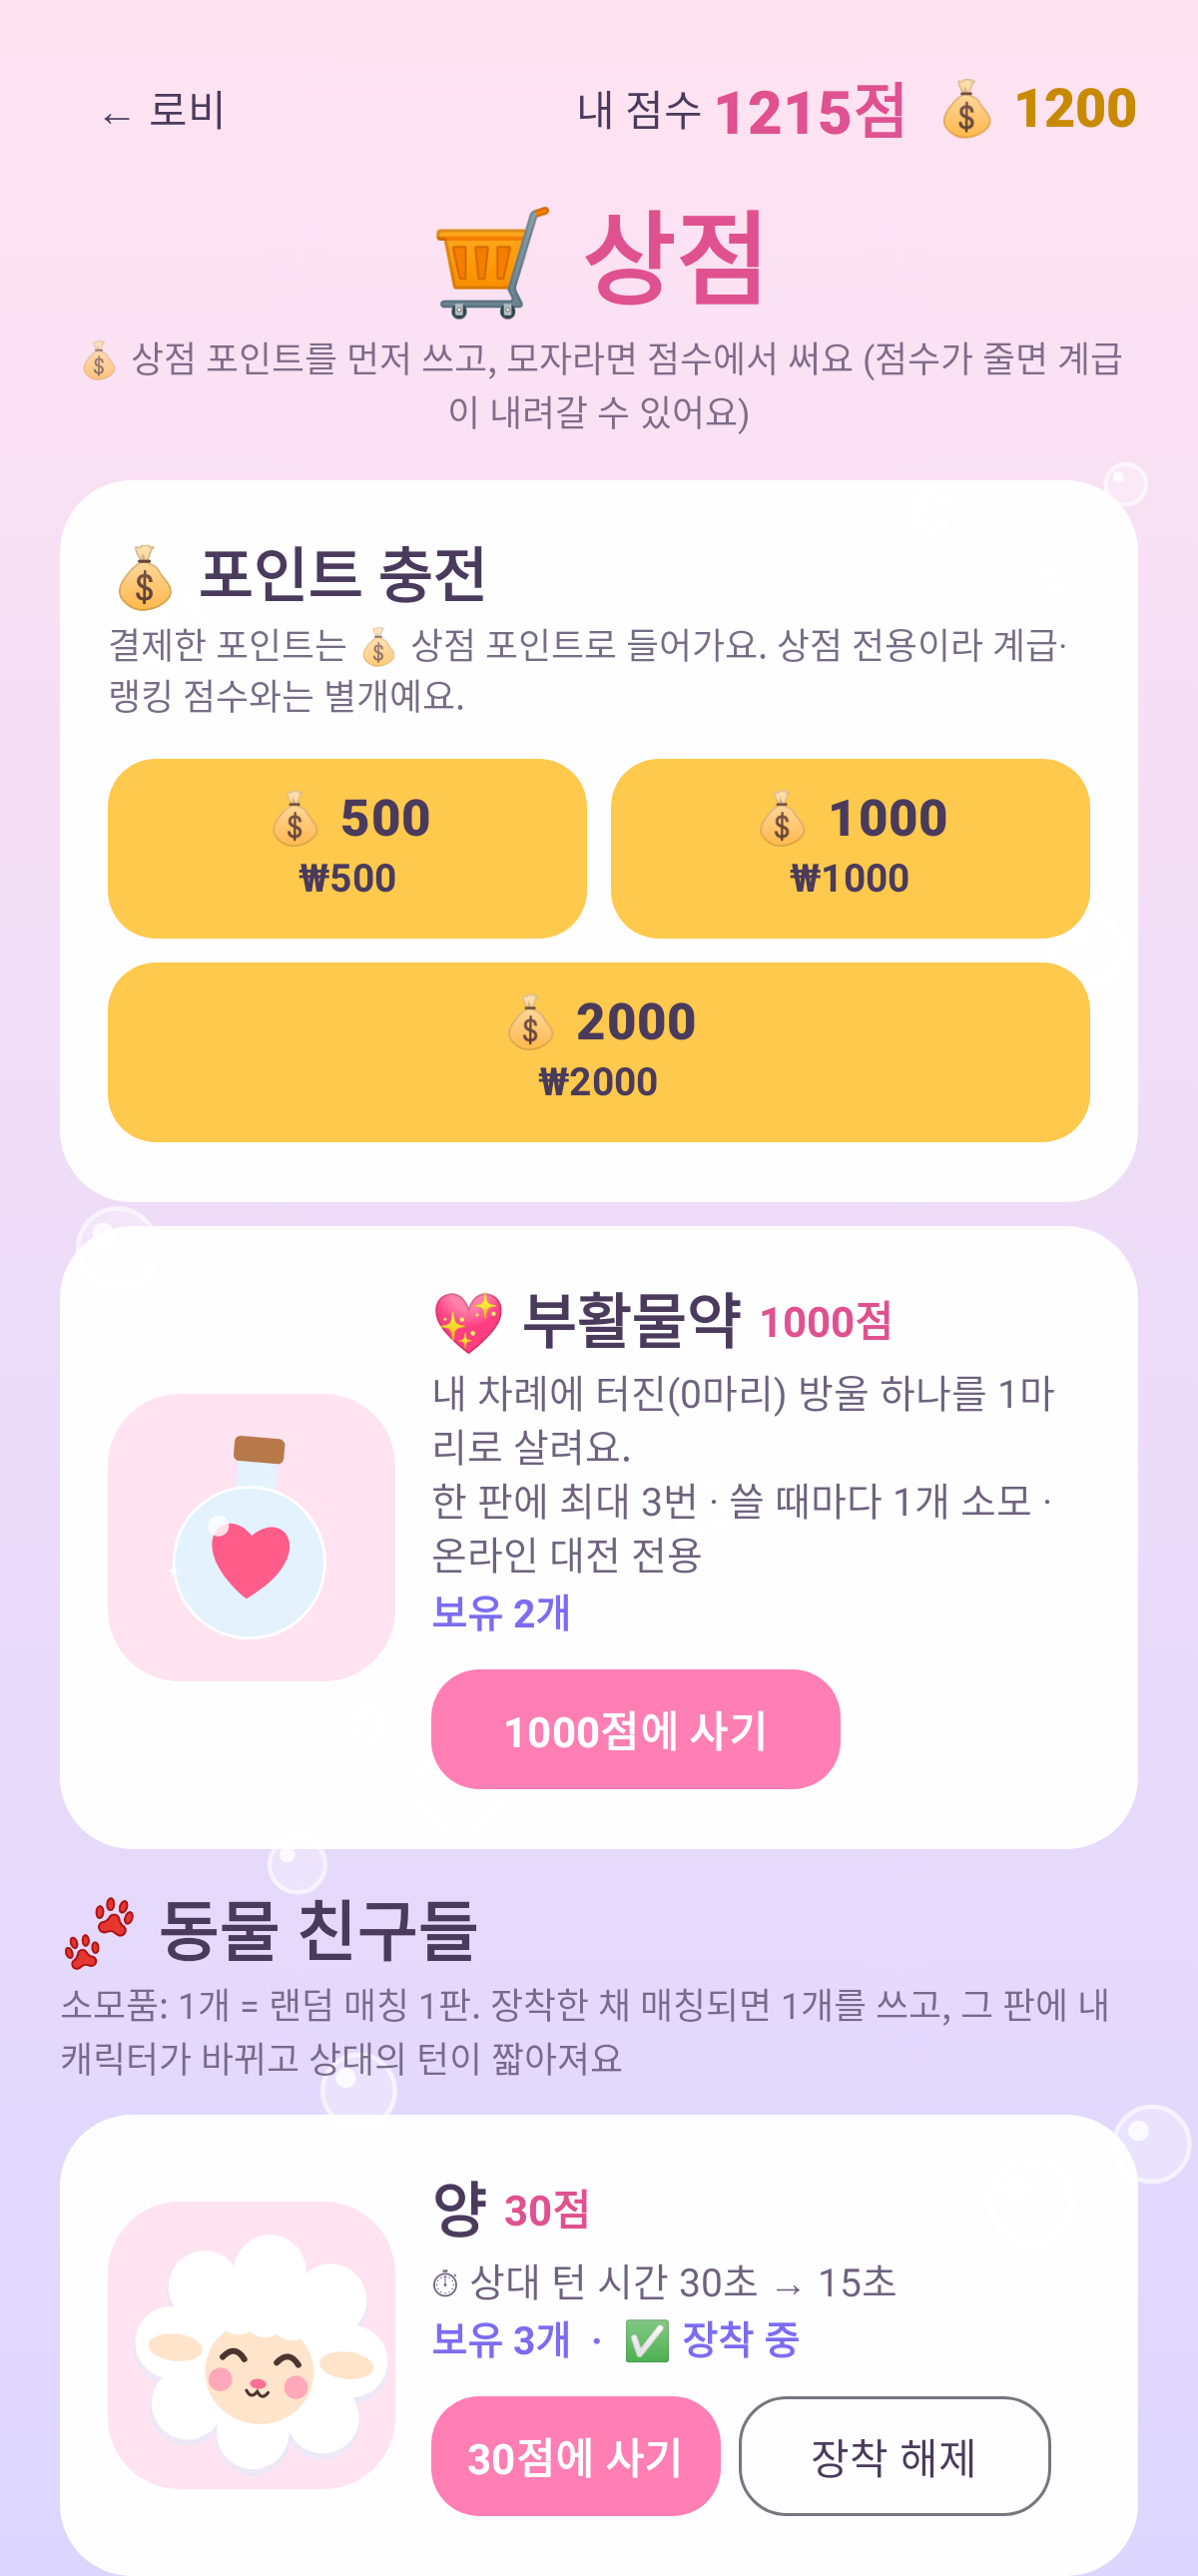 ← 로비 내 점수 1215점 💰 1200
🛒 상점
💰 상점 포인트를 먼저 쓰고, 모자라면 점수에서 써요 (점수가 줄면 계급
이 내려갈 수 있어요)
💰 포인트 충전
결제한 포인트는 💰 상점 포인트로 들어가요. 상점 전용이라 계급·
랭킹 점수와는 별개예요.
💰 500
₩500
💰 1000
₩1000
💰 2000
₩2000
💖 부활물약 1000점
내 차례에 터진(0마리) 방울 하나를 1마
리로 살려요.
한 판에 최대 3번 · 쓸 때마다 1개 소모 ·
온라인 대전 전용
보유 2개
1000점에 사기
🐾 동물 친구들
소모품: 1개 = 랜덤 매칭 1판. 장착한 채 매칭되면 1개를 쓰고, 그 판에 내
캐릭터가 바뀌고 상대의 턴이 짧아져요
양 30점
⏱ 상대 턴 시간 30초 → 15초
보유 3개 · ✅ 장착 중
30점에 사기
장착 해제